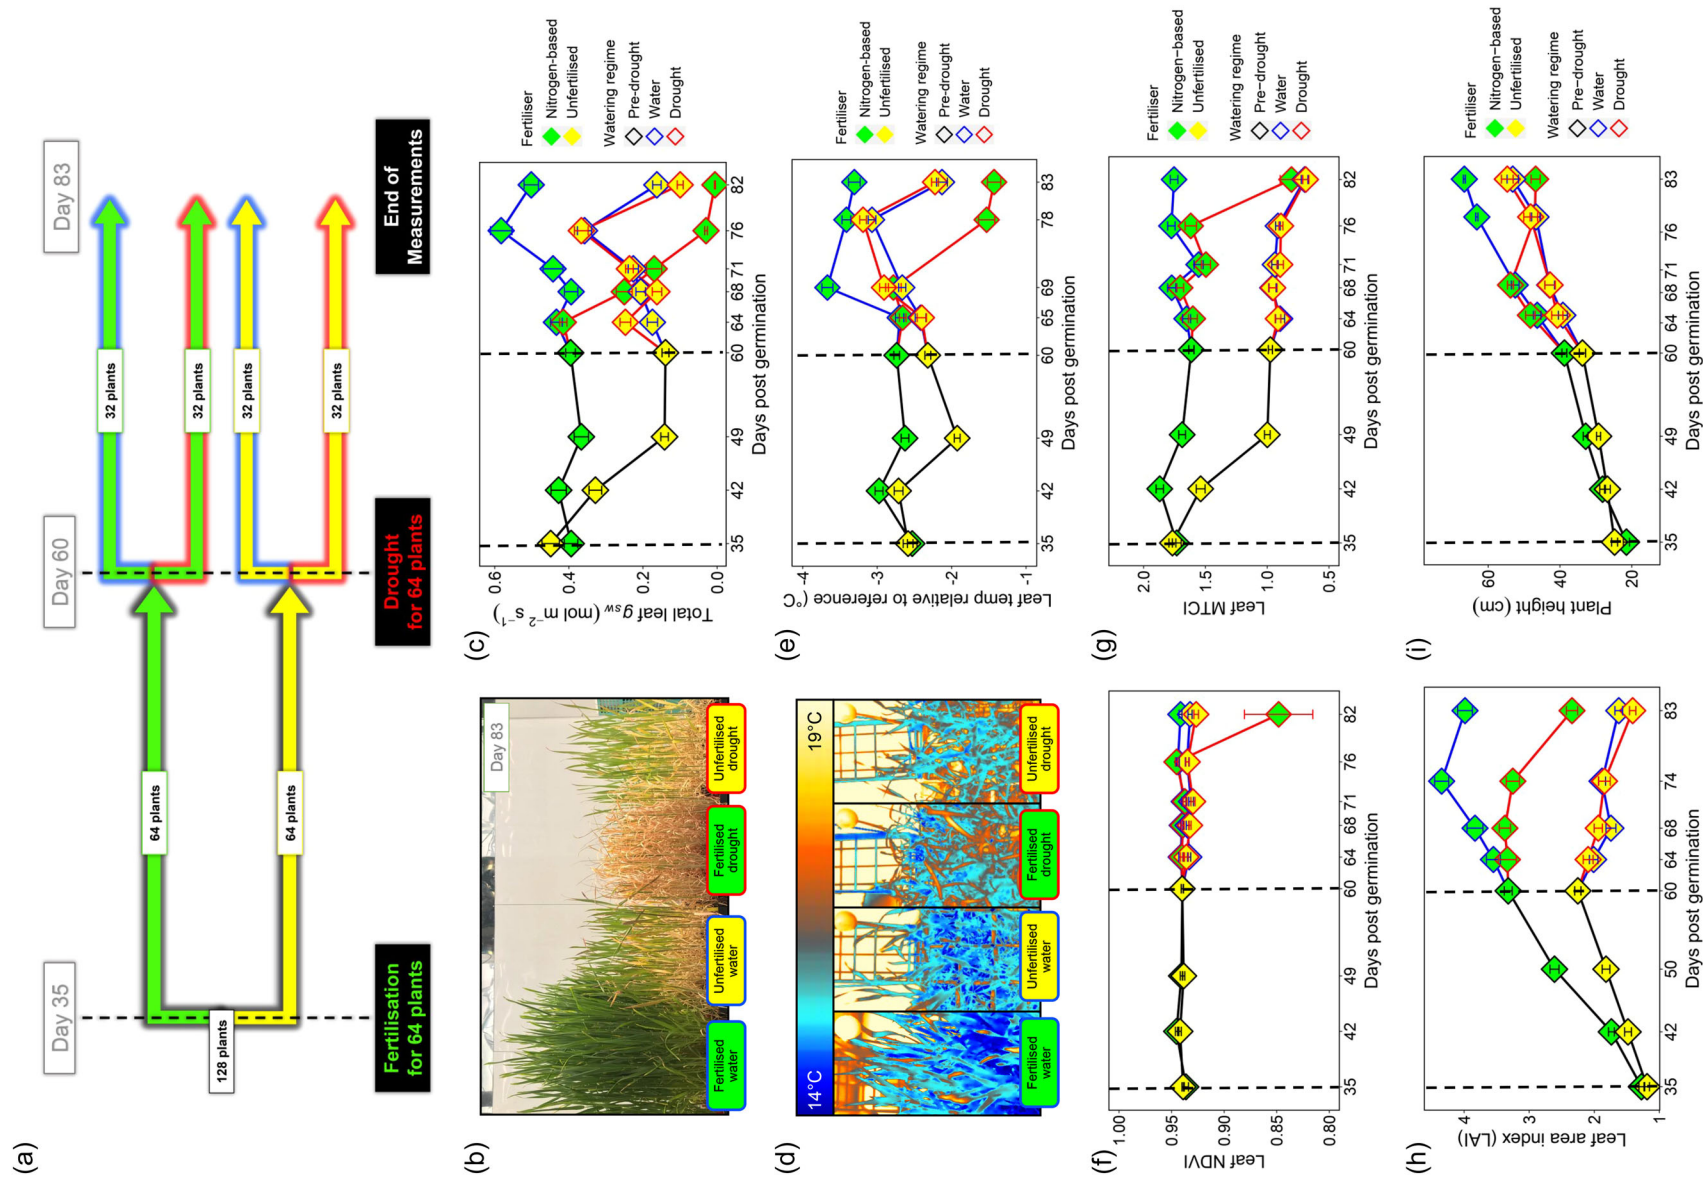 (a)
Day 35
Day 60
Day 83
128 plants
64 plants
64 plants
32 plants
32 plants
32 plants
32 plants
Fertilisation
for 64 plants
Drought
for 64 plants
End of
Measurements
(b)
Day 83
Fertilised
water
Unfertilised
water
Fertilised
drought
Unfertilised
drought
(c)
Total leaf gsw (mol m−2 s−1)
0.6
0.4
0.2
0.0
35
42
49
60
64
68
71
76
82
Days post germination
Fertiliser
Nitrogen-based
Unfertilised
Watering regime
Pre-drought
Water
Drought
(d)
14°C
19°C
Fertilised
water
Unfertilised
water
Fertilised
drought
Unfertilised
drought
(e)
Leaf temp relative to reference (°C)
-4
-3
-2
-1
35
42
49
60
65
69
78
83
Days post germination
Fertiliser
Nitrogen-based
Unfertilised
Watering regime
Pre-drought
Water
Drought
(f)
Leaf NDVI
1.00
0.95
0.90
0.85
0.80
35
42
49
60
64
68
71
76
82
Days post germination
(g)
Leaf MTCI
2.0
1.5
1.0
0.5
35
42
49
60
64
68
71
76
82
Days post germination
Fertiliser
Nitrogen−based
Unfertilised
Watering regime
Pre−drought
Water
Drought
(h)
Leaf area index (LAI)
4
3
2
1
35
42
50
60
64
68
74
83
Days post germination
(i)
Plant height (cm)
60
40
20
35
42
49
60
64
71
76
83
Days post germination
Fertiliser
Nitrogen-based
Unfertilised
Watering regime
Pre-drought
Water
Drought